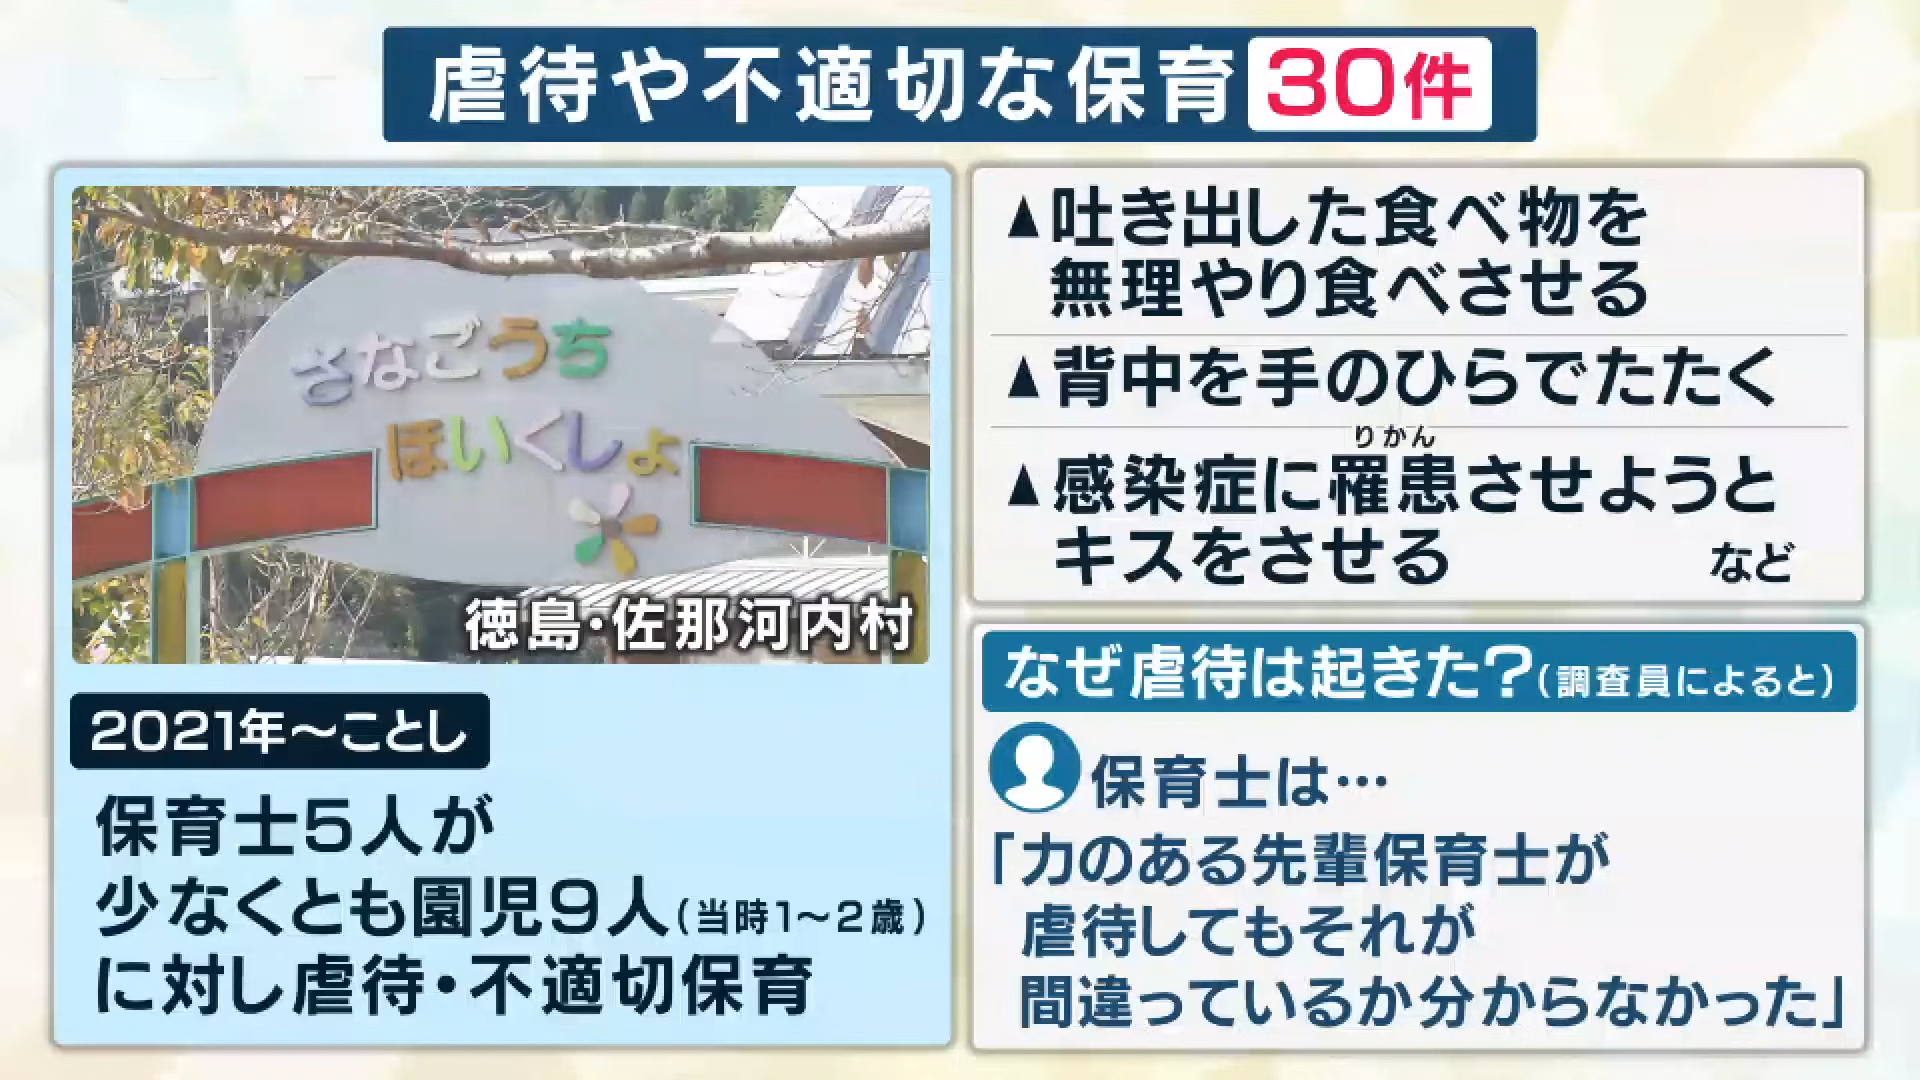 虐待や不適切な保育30件
さなごうち
ほいくしょ
徳島・佐那河内村
2021年～ことし
保育士5人が
少なくとも園児9人(当時1～2歳)
に対し虐待・不適切保育
▲吐き出した食べ物を
無理やり食べさせる
▲背中を手のひらでたたく
りかん
▲感染症に罹患させようと
キスをさせる など
なぜ虐待は起きた?(調査員によると)
保育士は…
「力のある先輩保育士が
虐待してもそれが
間違っているか分からなかった」